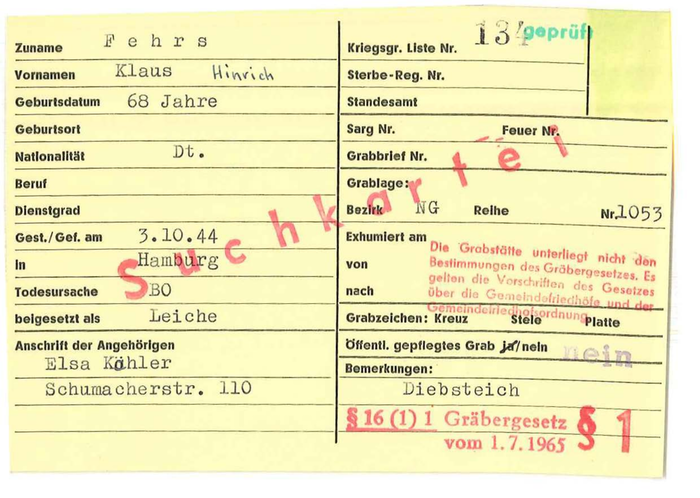 Zuname Fehrs
Vornamen Klaus Hinrich
Geburtsdatum 68 Jahre
Geburtsort
Nationalität Dt.
Beruf
Dienstgrad
Gest./Gef. am 3.10.44
In Hamburg
Todesursache BO
beigesetzt als Leiche
Anschrift der Angehörigen
Elsa Köhler
Schumacherstr. 110
Kriegsgr. Liste Nr. 134 geprüft
Sterbe-Reg. Nr.
Standesamt
Sarg Nr. Feuer Nr.
Grabbrief Nr.
Grablage:
Bezirk NG Reihe Nr. 1053
Exhumiert am
von
nach
Die Grabstätte unterliegt nicht den
Bestimmungen des Gräbergesetzes. Es
gelten die Vorschriften des Gesetzes
über die Gemeindefriedhöfe und der
Gemeindefriedhofsordnung.
Grabzeichen: Kreuz Stele Platte
Öffentl. gepflegtes Grab ja/nein nein
Bemerkungen:
Diebsteich
§ 16 (1) 1 Gräbergesetz
vom 1.7.1965
§ 1
Suchkartei